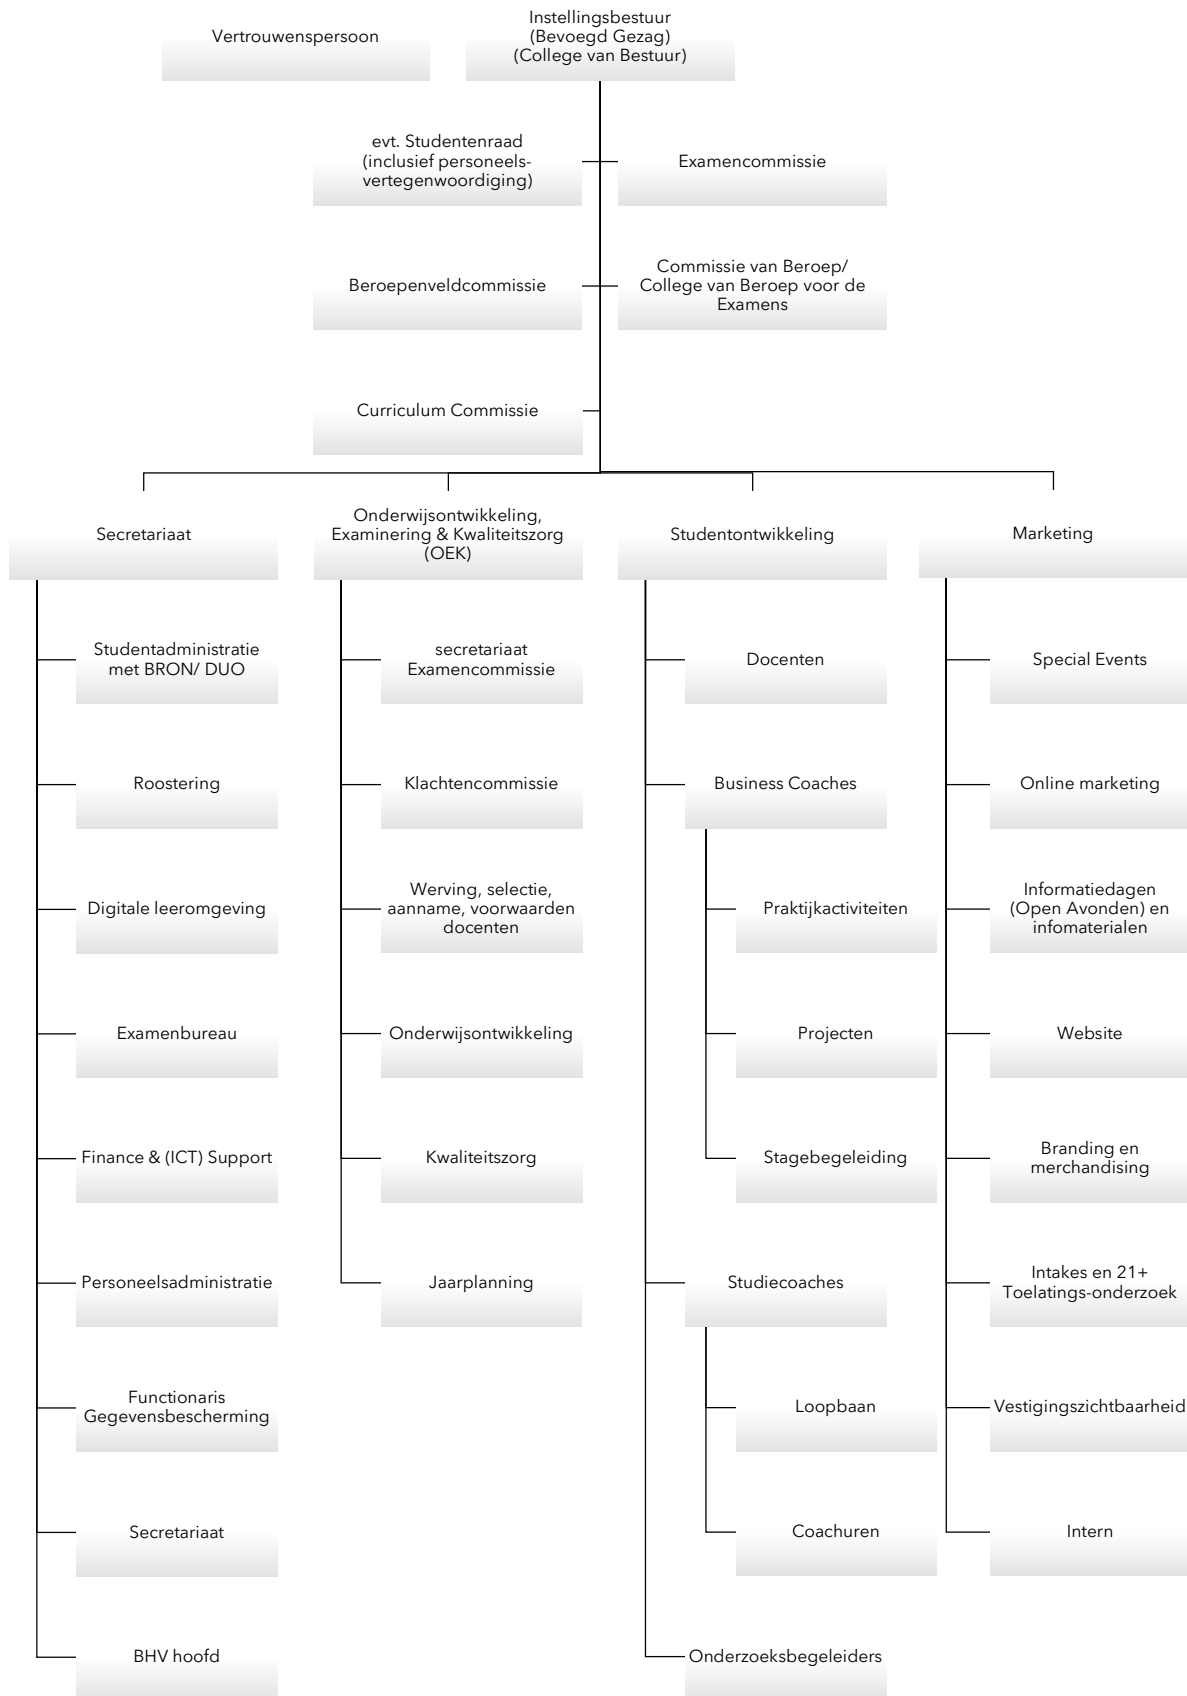 Vertrouwenspersoon
Instellingsbestuur
(Bevoegd Gezag)
(College van Bestuur)
evt. Studentenraad
(inclusief personeels-
vertegenwoordiging)
Examencommissie
Beroepenveldcommissie
Commissie van Beroep/
College van Beroep voor de
Examens
Curriculum Commissie
Secretariaat
Onderwijsontwikkeling,
Examinering & Kwaliteitszorg
(OEK)
Studentontwikkeling
Marketing
Studentadministratie
met BRON/ DUO
secretariaat
Examencommissie
Docenten
Special Events
Roostering
Klachtencommissie
Business Coaches
Online marketing
Digitale leeromgeving
Werving, selectie,
aanname, voorwaarden
docenten
Praktijkactiviteiten
Informatiedagen
(Open Avonden) en
infomaterialen
Examenbureau
Onderwijsontwikkeling
Projecten
Website
Finance & (ICT) Support
Kwaliteitszorg
Stagebegeleiding
Branding en
merchandising
Personeelsadministratie
Jaarplanning
Studiecoaches
Intakes en 21+
Toelatings-onderzoek
Functionaris
Gegevensbescherming
Loopbaan
Vestigingszichtbaarheid
Secretariaat
Coachuren
Intern
BHV hoofd
Onderzoeksbegeleiders